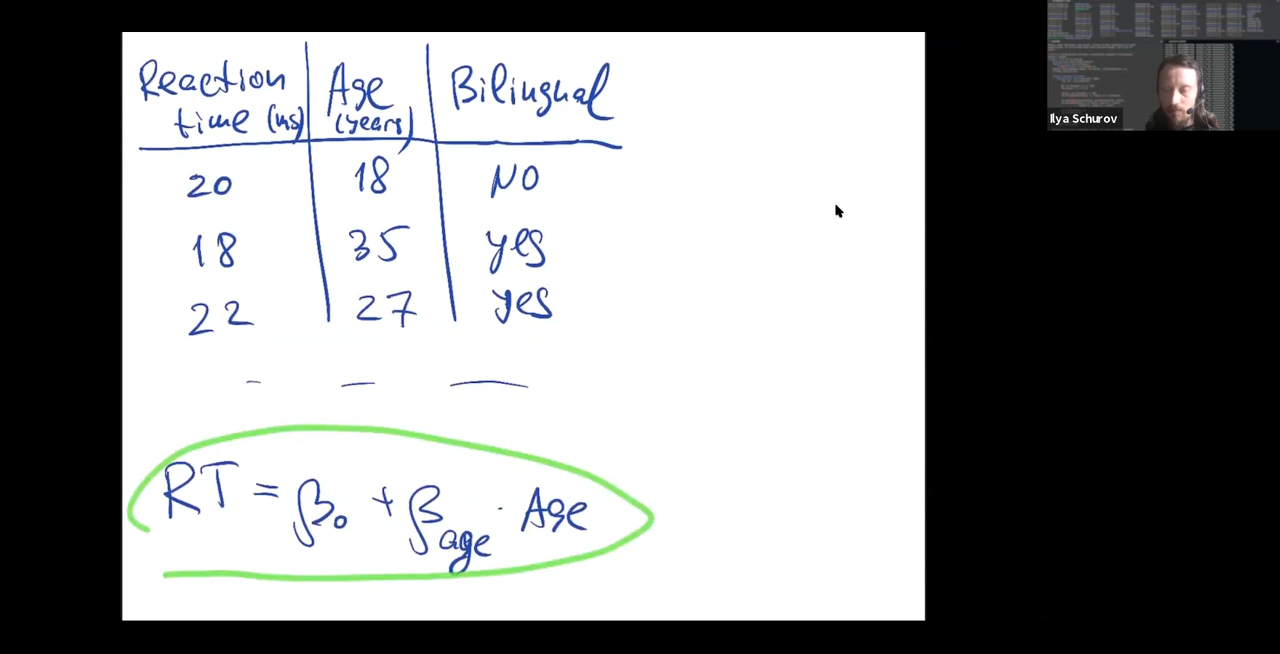 Reaction time (ms) Age (years) Bilingual
20 18 NO
18 35 yes
22 27 yes
RT = β₀ + β_age · Age
Ilya Schurov